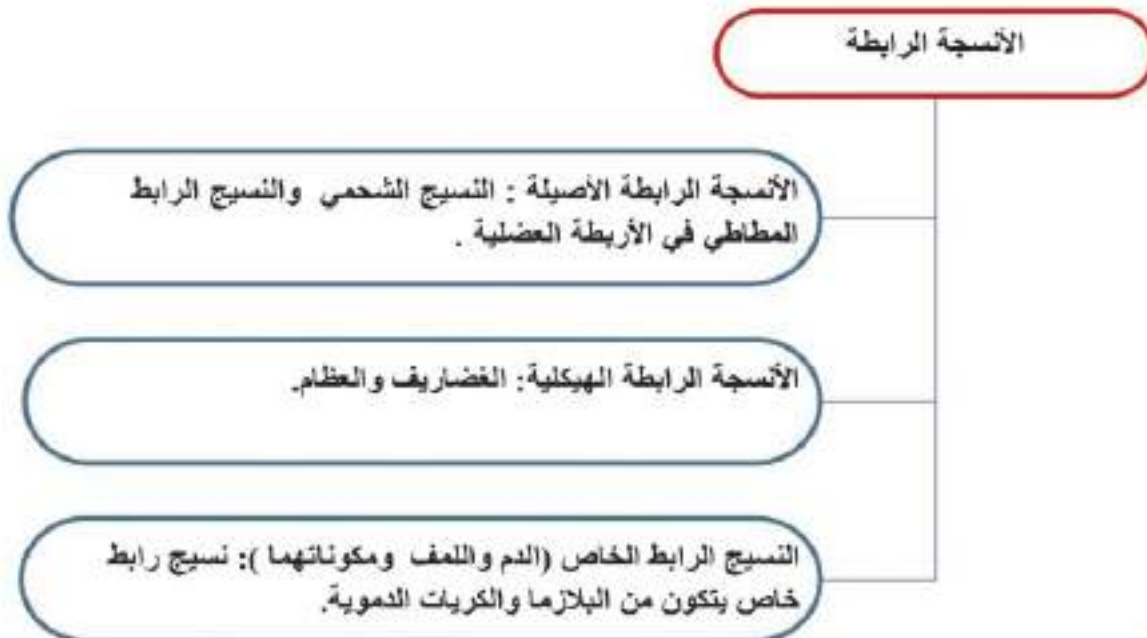 الأنسجة الرابطة
الأنسجة الرابطة الأصيلة : النسيج الشحمي والنسيج الرابط
المطاطي في الأربطة العضلية .
الأنسجة الرابطة الهيكلية: الغضاريف والعظام.
النسيج الرابط الخاص (الدم واللمف ومكوناتهما ): نسيج رابط
خاص يتكون من البلازما والكريات الدموية.